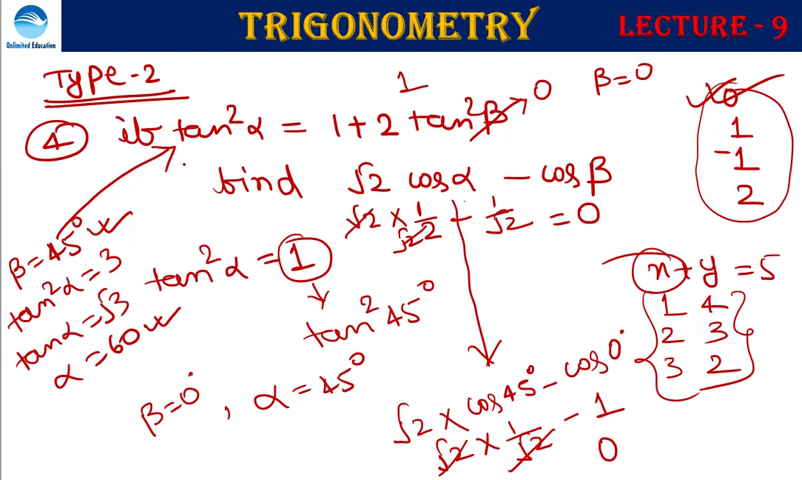 Unlimited Education
TRIGONOMETRY
LECTURE - 9
Type-2
④ if tan²α = 1 + 2 tan²β → 0
1
β = 0
find √2 cosα - cosβ
√2 × 1/√2 - 1/√2 = 0
0
1
-1
2
β = 45°
tan²α = 3
tanα = √3
α = 60
tan²α = 1
tan²45°
β = 0°, α = 45°
x + y = 5
1 4
2 3
3 2
√2 × cos45° - cos0°
√2 × 1/√2 - 1
0